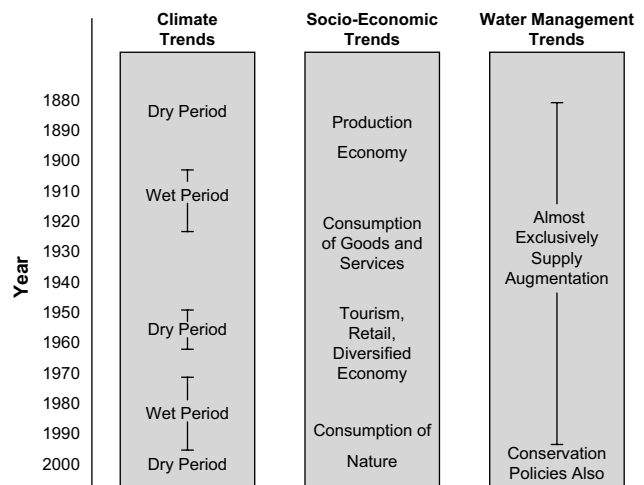 Climate
Trends
Socio-Economic
Trends
Water Management
Trends
Year
1880
1890
1900
1910
1920
1930
1940
1950
1960
1970
1980
1990
2000
Dry Period
Wet Period
Dry Period
Wet Period
Dry Period
Production
Economy
Consumption
of Goods and
Services
Tourism,
Retail,
Diversified
Economy
Consumption of
Nature
Almost
Exclusively
Supply
Augmentation
Conservation
Policies Also